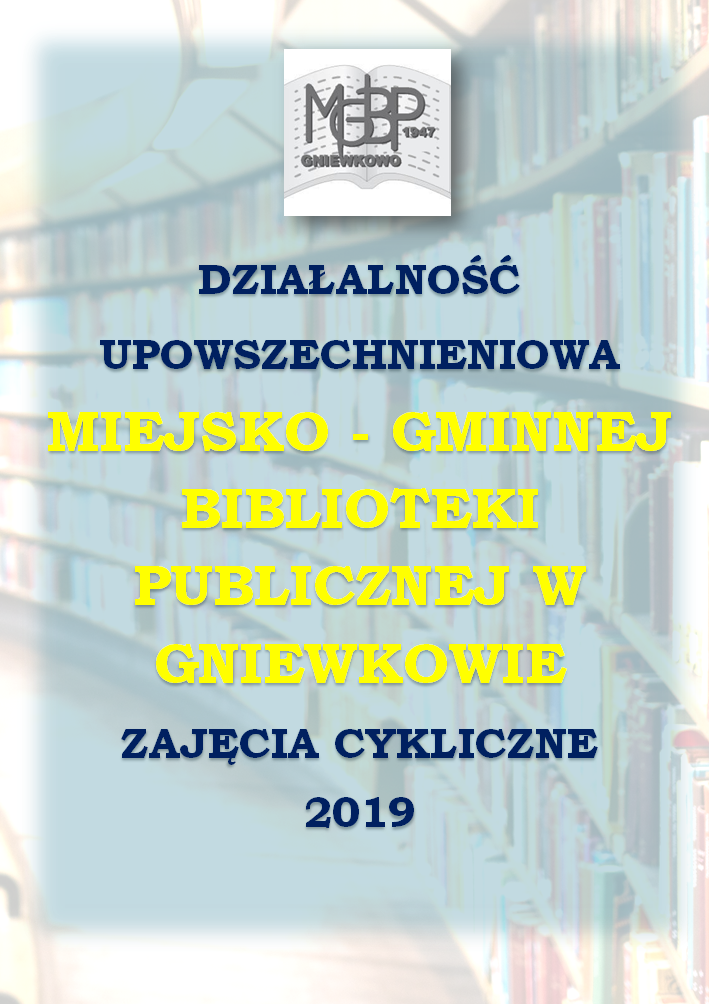 MGBP
1947
GNIEWKOWO
DZIAŁALNOŚĆ
UPOWSZECHNIENIOWA
MIEJSKO - GMINNEJ
BIBLIOTEKI
PUBLICZNEJ W
GNIEWKOWIE
ZAJĘCIA CYKLICZNE
2019